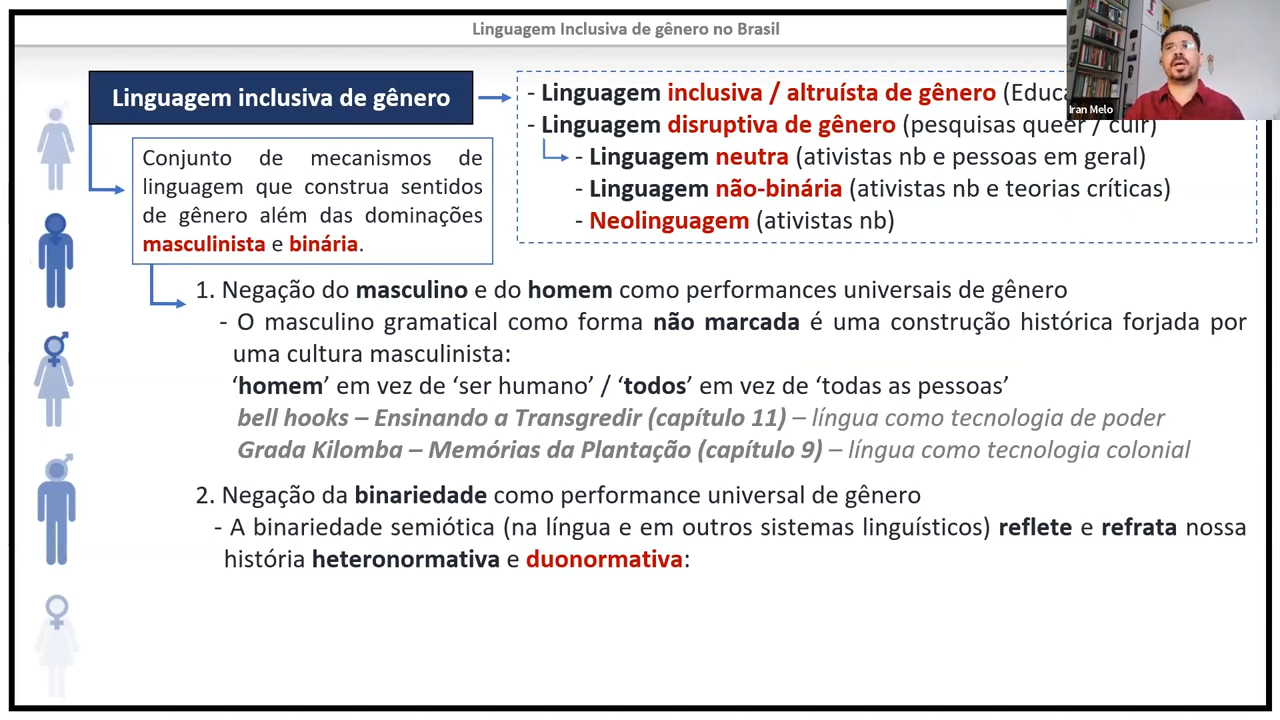 Linguagem Inclusiva de gênero no Brasil
Linguagem inclusiva de gênero
- Linguagem inclusiva / altruísta de gênero
- Linguagem disruptiva de gênero (pesquisas queer / cuir)
- Linguagem neutra (ativistas nb e pessoas em geral)
- Linguagem não-binária (ativistas nb e teorias críticas)
- Neolinguagem (ativistas nb)
Iran Melo
Conjunto de mecanismos de
linguagem que construa sentidos
de gênero além das dominações
masculinista e binária.
1. Negação do masculino e do homem como performances universais de gênero
- O masculino gramatical como forma não marcada é uma construção histórica forjada por
uma cultura masculinista:
‘homem’ em vez de ‘ser humano’ / ‘todos’ em vez de ‘todas as pessoas’
bell hooks – Ensinando a Transgredir (capítulo 11) – língua como tecnologia de poder
Grada Kilomba – Memórias da Plantação (capítulo 9) – língua como tecnologia colonial
2. Negação da binariedade como performance universal de gênero
- A binariedade semiótica (na língua e em outros sistemas linguísticos) reflete e refrata nossa
história heteronormativa e duonormativa: